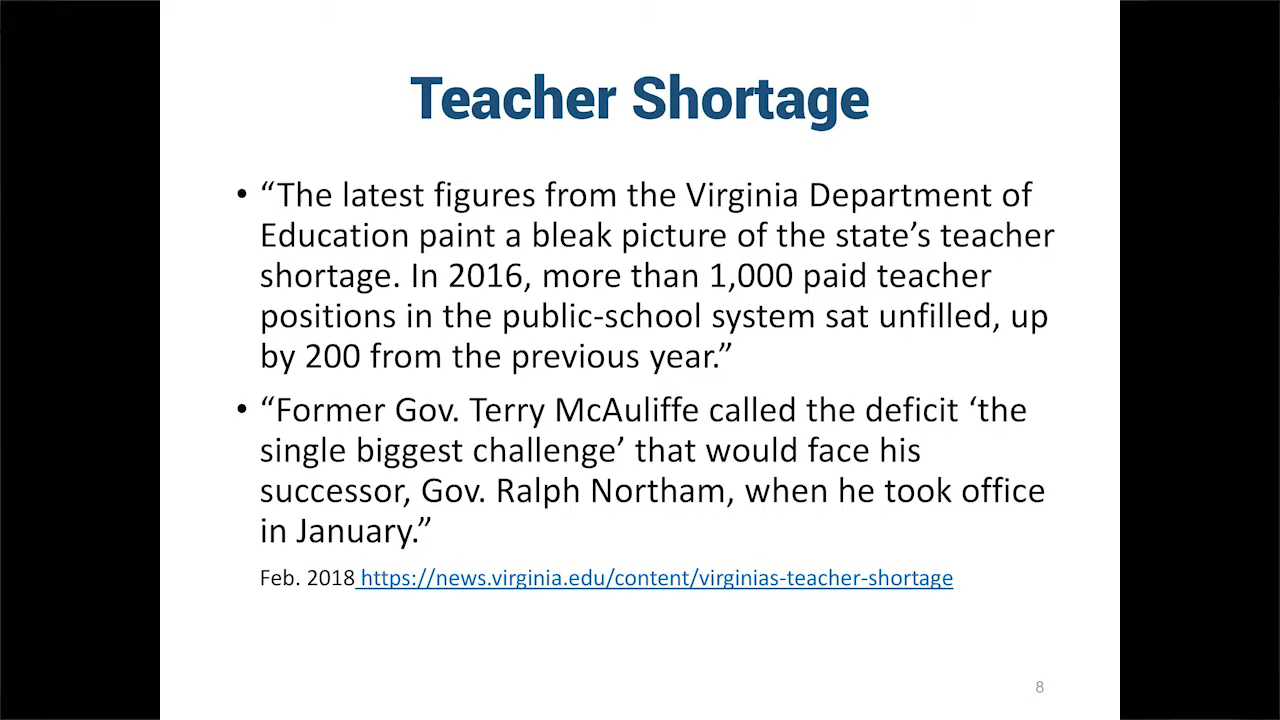 Teacher Shortage
• “The latest figures from the Virginia Department of
Education paint a bleak picture of the state’s teacher
shortage. In 2016, more than 1,000 paid teacher
positions in the public-school system sat unfilled, up
by 200 from the previous year.”
• “Former Gov. Terry McAuliffe called the deficit ‘the
single biggest challenge’ that would face his
successor, Gov. Ralph Northam, when he took office
in January.”
Feb. 2018 https://news.virginia.edu/content/virginias-teacher-shortage
8